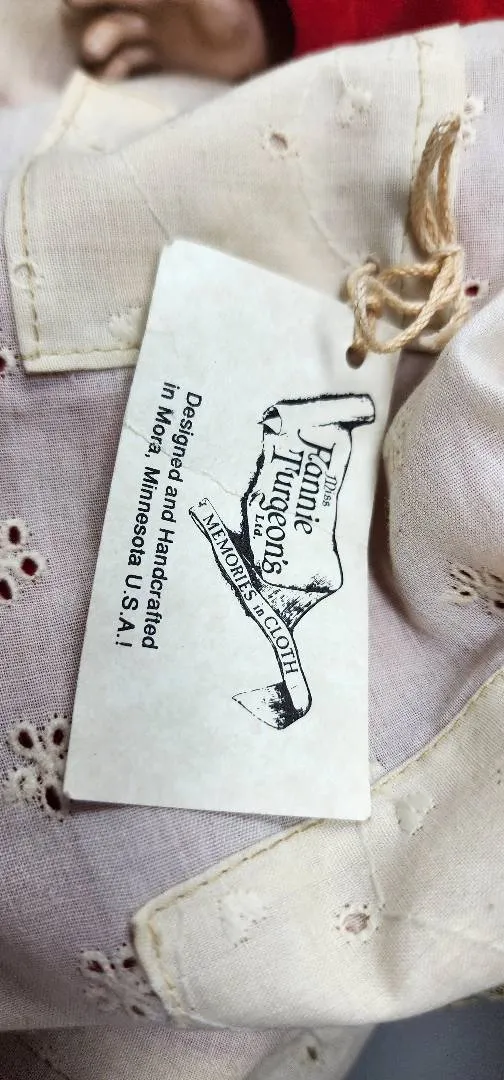 Miss
Fannie
Turgeon's
Ltd.
MEMORIES in CLOTH
Designed and Handcrafted
in Mora, Minnesota U.S.A.!